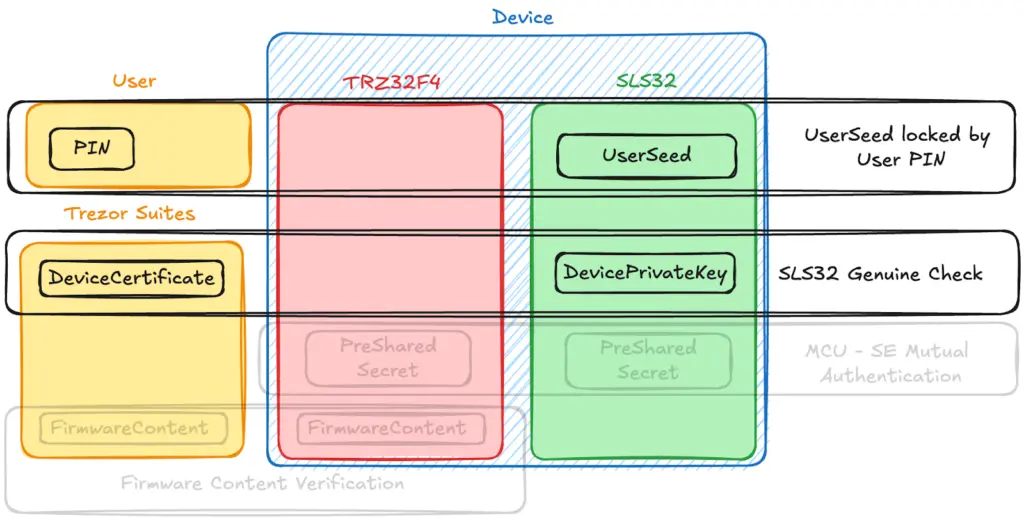 Device
User
TRZ32F4
SLS32
PIN
UserSeed
UserSeed locked by
User PIN
Trezor Suites
DeviceCertificate
DevicePrivateKey
SLS32 Genuine Check
PreShared
Secret
PreShared
Secret
MCU - SE Mutual
Authentication
FirmwareContent
FirmwareContent
Firmware Content Verification